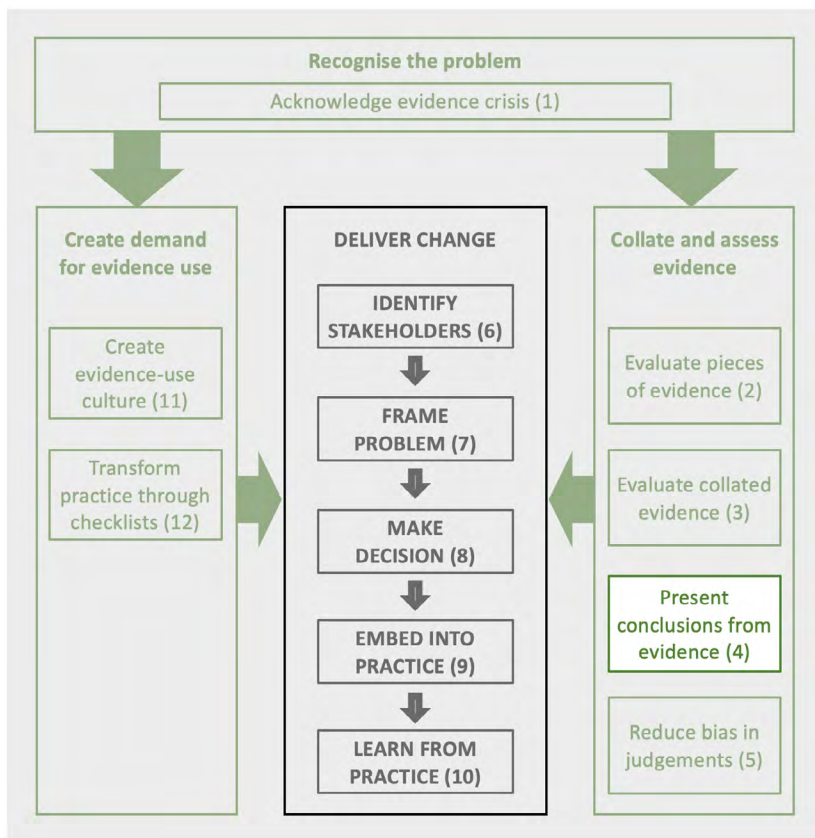 Recognise the problem
Acknowledge evidence crisis (1)
Create demand
for evidence use
Create
evidence-use
culture (11)
Transform
practice through
checklists (12)
DELIVER CHANGE
IDENTIFY
STAKEHOLDERS (6)
FRAME
PROBLEM (7)
MAKE
DECISION (8)
EMBED INTO
PRACTICE (9)
LEARN FROM
PRACTICE (10)
Collate and assess
evidence
Evaluate pieces
of evidence (2)
Evaluate collated
evidence (3)
Present
conclusions from
evidence (4)
Reduce bias in
judgements (5)